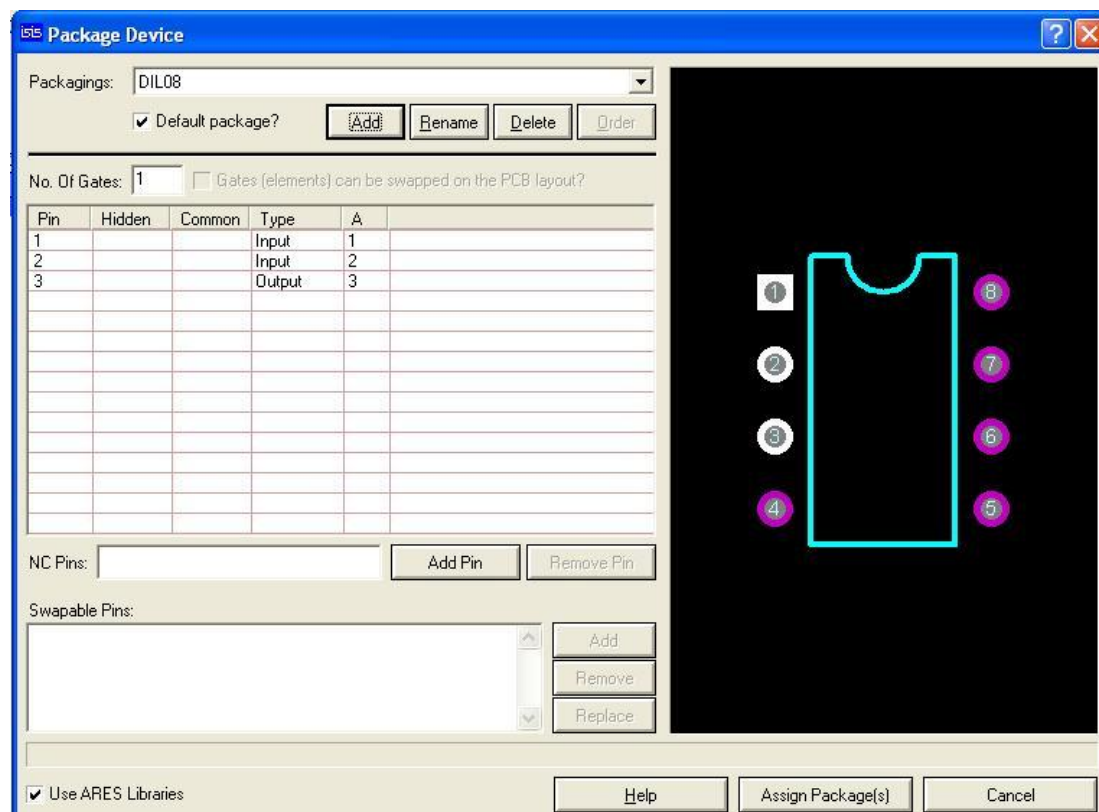 isis Package Device
Packagings: DIL08
Default package? Add Rename Delete Order
No. Of Gates: 1 Gates (elements) can be swapped on the PCB layout?
Pin Hidden Common Type A
1 Input 1
2 Input 2
3 Output 3
NC Pins: Add Pin Remove Pin
Swapable Pins:
Add
Remove
Replace
Use ARES Libraries Help Assign Package(s) Cancel
1 8
2 7
3 6
4 5